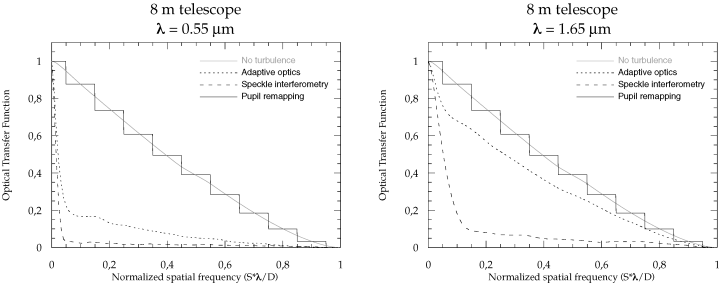 8 m telescope
λ = 0.55 µm
No turbulence
Adaptive optics
Speckle interferometry
Pupil remapping
Optical Transfer Function
1
0,8
0,6
0,4
0,2
0
0
0,2
0,4
0,6
0,8
1
Normalized spatial frequency (S*λ/D)
8 m telescope
λ = 1.65 µm
No turbulence
Adaptive optics
Speckle interferometry
Pupil remapping
Optical Transfer Function
1
0,8
0,6
0,4
0,2
0
0
0,2
0,4
0,6
0,8
1
Normalized spatial frequency (S*λ/D)